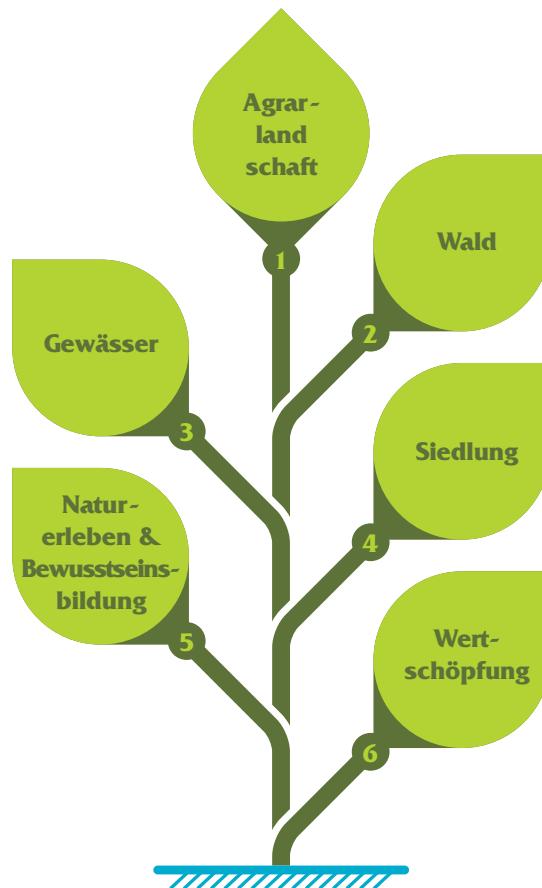 Agrar-
land
schaft
1
Wald
2
Gewässer
3
Siedlung
4
Natur-
erleben &
Bewusstseins-
bildung
5
Wert-
schöpfung
6